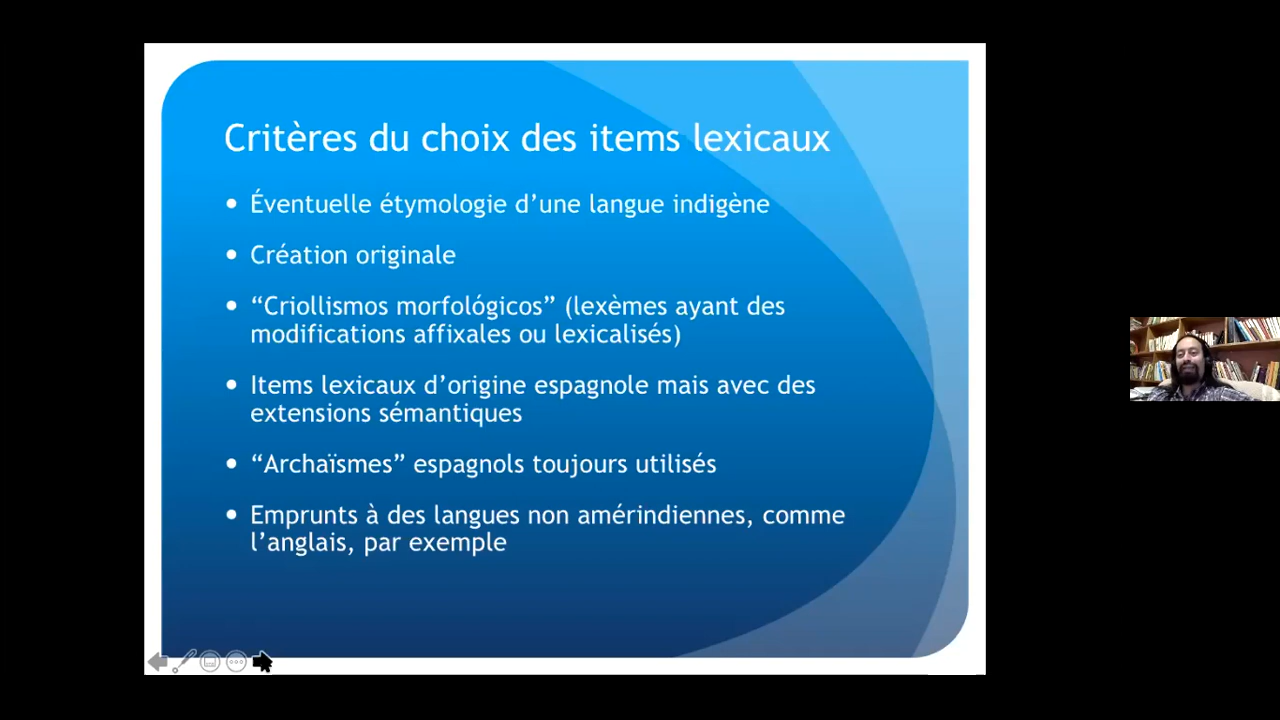 Critères du choix des items lexicaux
• Éventuelle étymologie d’une langue indigène
• Création originale
• “Criollismos morfológicos” (lexèmes ayant des
modifications affixales ou lexicalisés)
• Items lexicaux d’origine espagnole mais avec des
extensions sémantiques
• “Archaïsmes” espagnols toujours utilisés
• Emprunts à des langues non amérindiennes, comme
l’anglais, par exemple